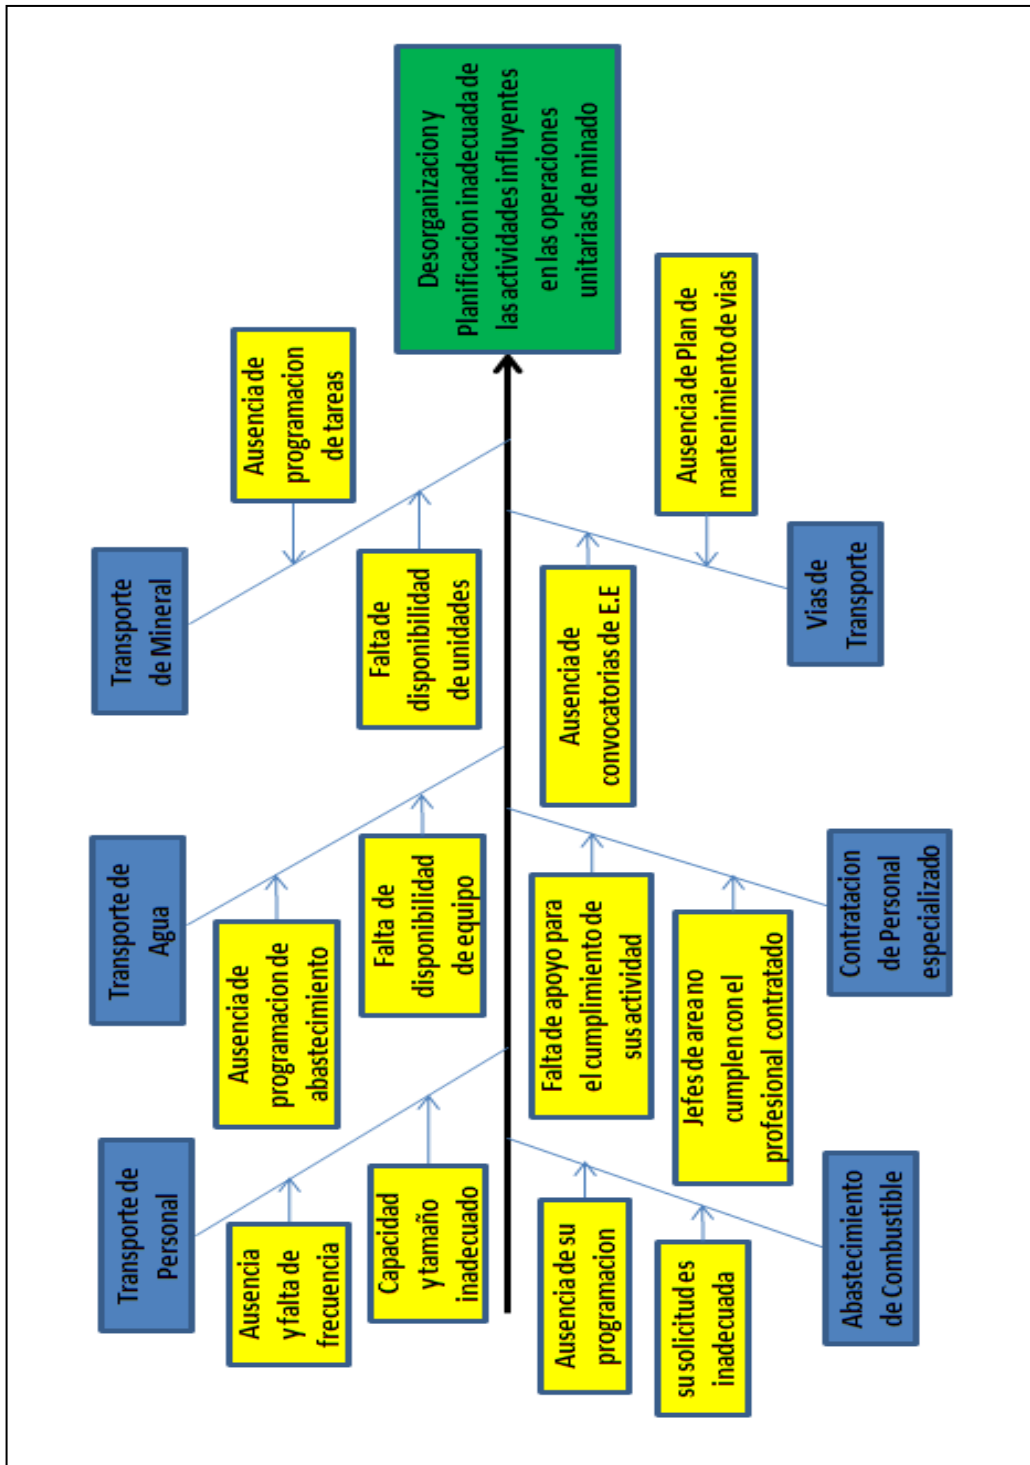 Transporte de
Personal
Transporte de
Agua
Transporte
de Mineral
Ausencia
y falta de
frecuencia
Ausencia de
programacion de
abastecimiento
Ausencia de
programacion
de tareas
Capacidad
y tamaño
inadecuado
Falta de
disponibilidad
de equipo
Falta de
disponibilidad
de unidades
Desorganizacion y
Planificacion inadecuada de
las actividades influyentes
en las operaciones
unitarias de minado
Ausencia de su
programacion
Falta de apoyo para
el cumplimiento de
sus actividad
Ausencia de
convocatorias de E.E
su solicitud es
inadecuada
Jefes de area no
cumplen con el
profesional contratado
Ausencia de Plan de
mantenimiento de vias
Abastecimiento
de Combustible
Contratacion
de Personal
especializado
Vias de
Transporte